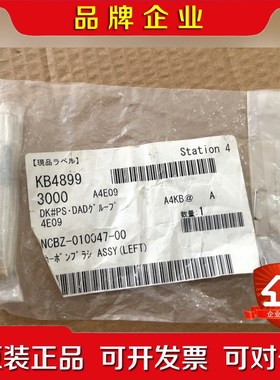 品牌企业
【現品ラベル】
Station 4
KB4899
3000 A4E09
DK#PS-DADグループ
4E09
A4KB@ A
数量:1
NCBZ-010047-00
カーボンブラシ ASSY(LEFT)
企业
原装正品 可开发票 可对